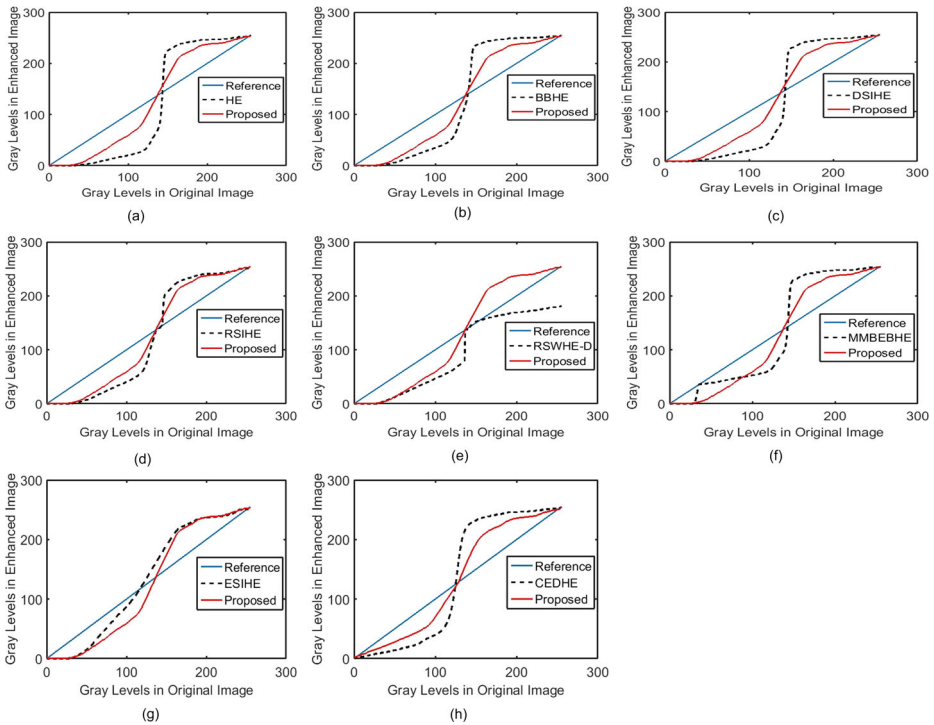 Gray Levels in Enhanced Image
300
200
100
0
0 100 200 300
Gray Levels in Original Image
Reference
HE
Proposed
(a)
Gray Levels in Enhanced Image
300
200
100
0
0 100 200 300
Gray Levels in Original Image
Reference
BBHE
Proposed
(b)
Gray Levels in Enhanced Image
300
200
100
0
0 100 200 300
Gray Levels in Original Image
Reference
DSIHE
Proposed
(c)
Gray Levels in Enhanced Image
300
200
100
0
0 100 200 300
Gray Levels in Original Image
Reference
RSIHE
Proposed
(d)
Gray Levels in Enhanced Image
300
200
100
0
0 100 200 300
Gray Levels in Original Image
Reference
RSWHE-D
Proposed
(e)
Gray Levels in Enhanced Image
300
200
100
0
0 100 200 300
Gray Levels in Original Image
Reference
MMBEBHE
Proposed
(f)
Gray Levels in Enhanced Image
300
200
100
0
0 100 200 300
Gray Levels in Original Image
Reference
ESIHE
Proposed
(g)
Gray Levels in Enhanced Image
300
200
100
0
0 100 200 300
Gray Levels in Original Image
Reference
CEDHE
Proposed
(h)